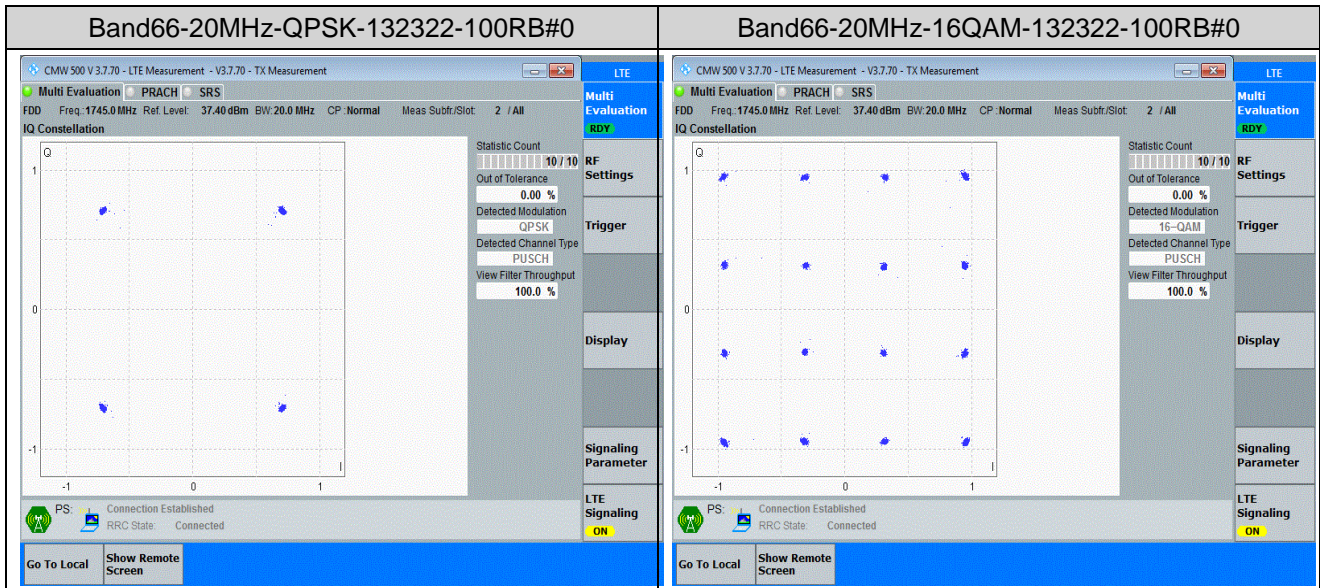 Band66-20MHz-QPSK-132322-100RB#0
CMW 500 V 3.7.70 - LTE Measurement - V3.7.70 - TX Measurement
LTE
Multi Evaluation PRACH SRS
Multi
Evaluation
RDY
FDD Freq.:1745.0 MHz Ref. Level: 37.40 dBm BW:20.0 MHz CP :Normal Meas Subfr./Slot: 2 / All
IQ Constellation
Statistic Count
10 / 10
Out of Tolerance
0.00 %
Detected Modulation
QPSK
Detected Channel Type
PUSCH
View Filter Throughput
100.0 %
Q
1
0
-1
I
-1 0 1
RF
Settings
Trigger
Display
Signaling
Parameter
LTE
Signaling
ON
PS: Connection Established
RRC State: Connected
Go To Local
Show Remote
Screen
Band66-20MHz-16QAM-132322-100RB#0
CMW 500 V 3.7.70 - LTE Measurement - V3.7.70 - TX Measurement
LTE
Multi Evaluation PRACH SRS
Multi
Evaluation
RDY
FDD Freq.:1745.0 MHz Ref. Level: 37.40 dBm BW:20.0 MHz CP :Normal Meas Subfr./Slot: 2 / All
IQ Constellation
Statistic Count
10 / 10
Out of Tolerance
0.00 %
Detected Modulation
16-QAM
Detected Channel Type
PUSCH
View Filter Throughput
100.0 %
Q
1
0
-1
I
-1 0 1
RF
Settings
Trigger
Display
Signaling
Parameter
LTE
Signaling
ON
PS: Connection Established
RRC State: Connected
Go To Local
Show Remote
Screen